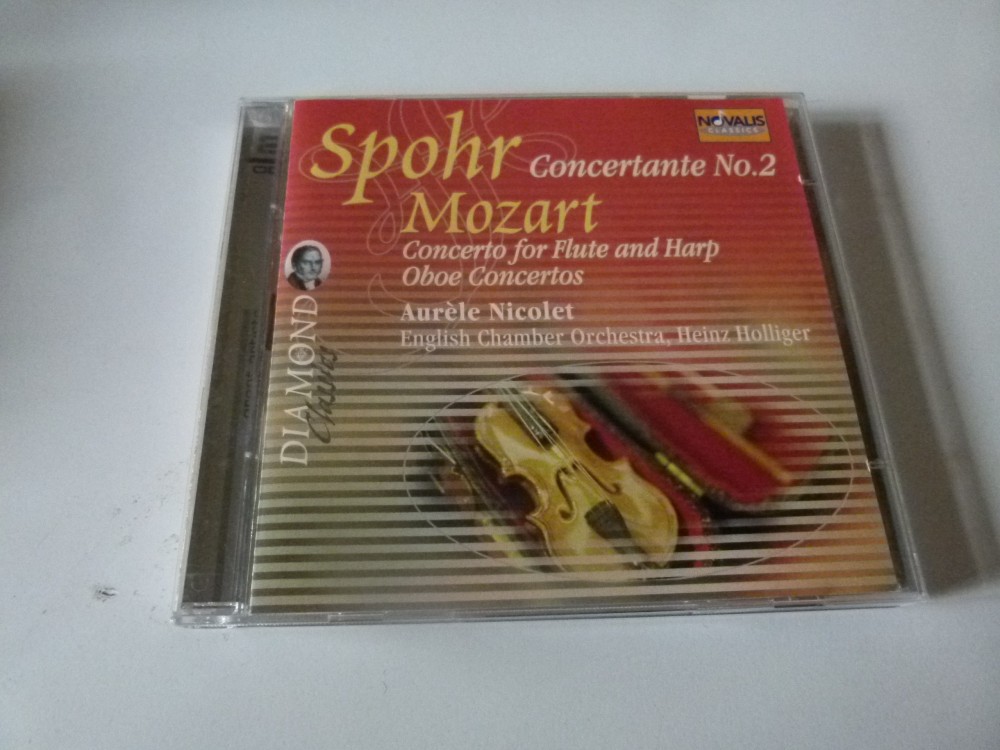 Spohr Concertante No.2
NOVALIS
CLASSICS
Mozart
Concerto for Flute and Harp
Oboe Concertos
Aurèle Nicolet
English Chamber Orchestra, Heinz Holliger
DIAMOND
Classics